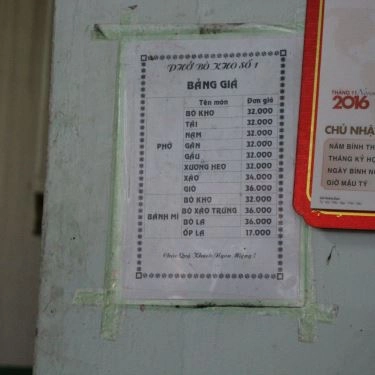 PHỞ BÒ KHO SỐ 1
BẢNG GIÁ
Tên món Đơn giá
PHỞ
BÒ KHO 32.000
TÁI 32.000
NẠM 32.000
GÂN 32.000
GẦU 32.000
XƯƠNG HEO 32.000
XÀO 34.000
GIÒ 36.000
BÁNH MÌ
BÒ KHO 32.000
BÒ XÀO TRỨNG 36.000
BÒ LA 36.000
ỐP LA 17.000
Chúc Quý Khách Ngon Miệng!
THÁNG 11
2016
CHỦ NHẬ
NĂM BÍNH TH
THÁNG KỶ HỢ
NGÀY BÍNH N
GIỜ MẬU TÝ